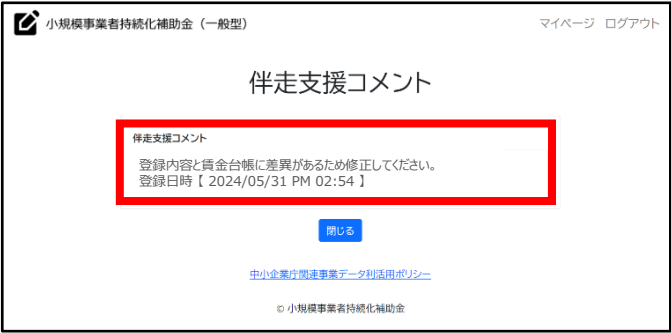 小規模事業者持続化補助金（一般型）
マイページ ログアウト
伴走支援コメント
伴走支援コメント
登録内容と賃金台帳に差異があるため修正してください。
登録日時【 2024/05/31 PM 02:54 】
閉じる
中小企業庁関連事業データ利活用ポリシー
© 小規模事業者持続化補助金